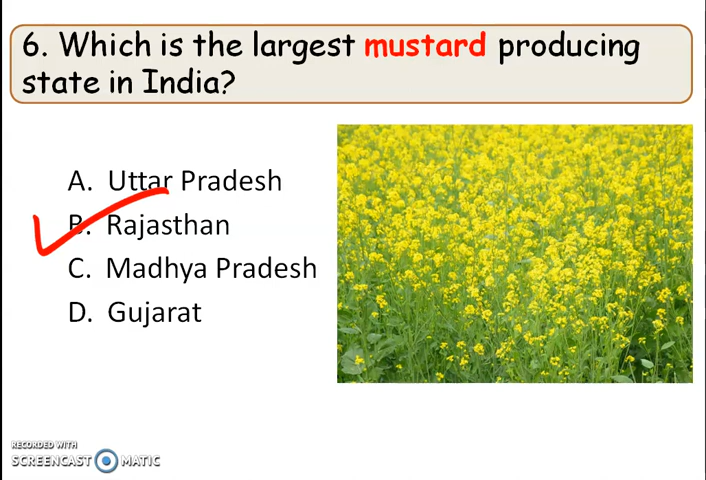 6. Which is the largest mustard producing
state in India?
A. Uttar Pradesh
B. Rajasthan
C. Madhya Pradesh
D. Gujarat
RECORDED WITH
SCREENCAST MATIC